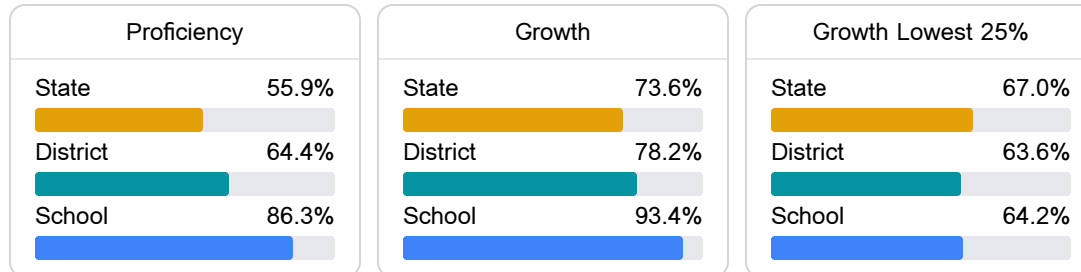 Proficiency
State 55.9%
District 64.4%
School 86.3%
Growth
State 73.6%
District 78.2%
School 93.4%
Growth Lowest 25%
State 67.0%
District 63.6%
School 64.2%